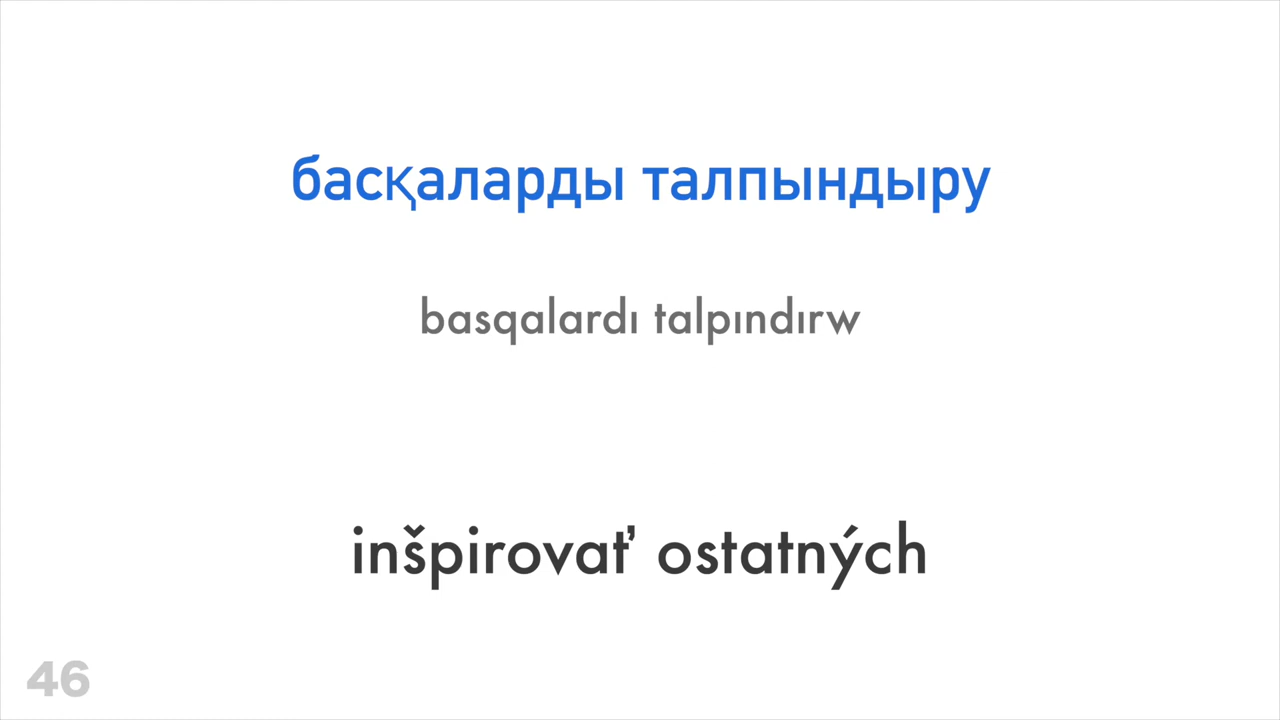 басқаларды талпындыру
basqalardı talpındırw
inšpirovať ostatných
46